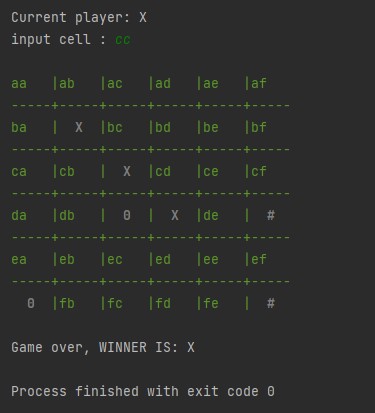 Current player: X
input cell : cc
aa |ab |ac |ad |ae |af
-----+-----+-----+-----+-----+-----
ba | X |bc |bd |be |bf
-----+-----+-----+-----+-----+-----
ca |cb | X |cd |ce |cf
-----+-----+-----+-----+-----+-----
da |db | 0 | X |de | #
-----+-----+-----+-----+-----+-----
ea |eb |ec |ed |ee |ef
-----+-----+-----+-----+-----+-----
0 |fb |fc |fd |fe | #
Game over, WINNER IS: X
Process finished with exit code 0